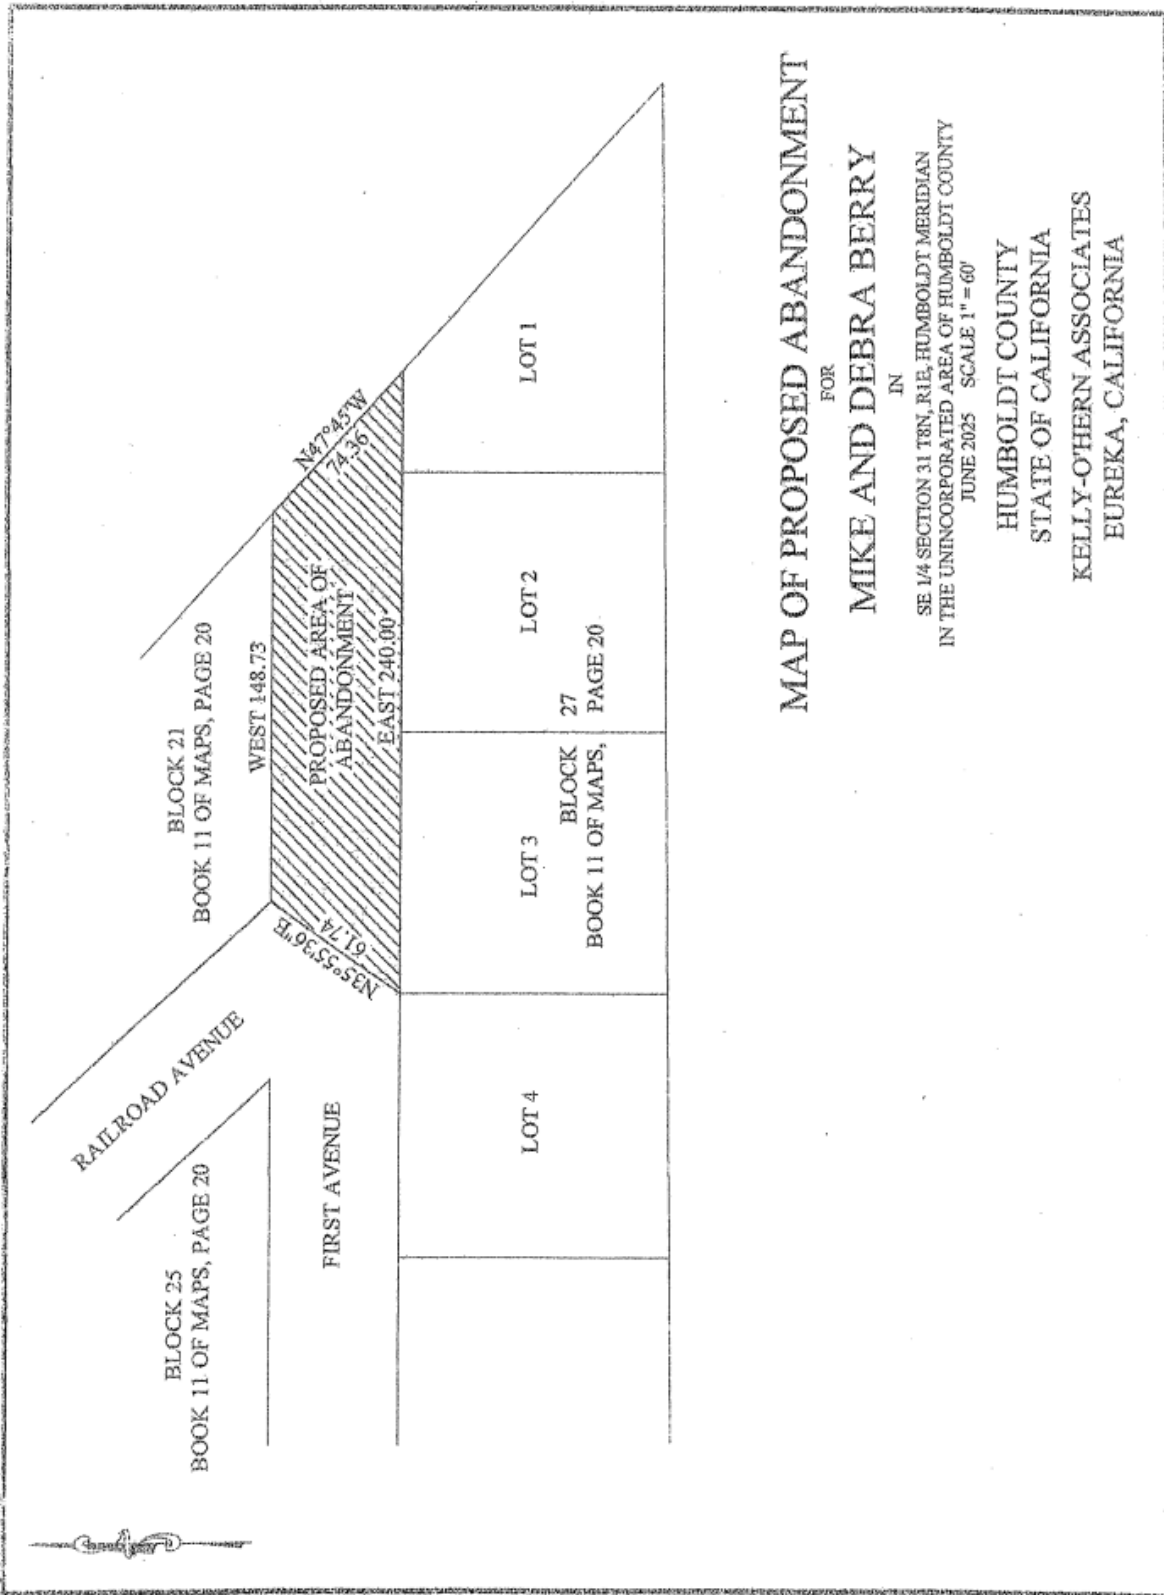 BLOCK 25
BOOK 11 OF MAPS, PAGE 20
RAILROAD AVENUE
BLOCK 21
BOOK 11 OF MAPS, PAGE 20
WEST 148.73
N47°45'W
74.36
PROPOSED AREA OF
ABANDONMENT
N35°55'36"E
61.74
EAST 240.00
FIRST AVENUE
LOT 4
LOT 3
LOT 2
LOT 1
BLOCK 27
BOOK 11 OF MAPS, PAGE 20
MAP OF PROPOSED ABANDONMENT
FOR
MIKE AND DEBRA BERRY
IN
SE 1/4 SECTION 31 T8N, R1E, HUMBOLDT MERIDIAN
IN THE UNINCORPORATED AREA OF HUMBOLDT COUNTY
JUNE 2025 SCALE 1" = 60'
HUMBOLDT COUNTY
STATE OF CALIFORNIA
KELLY-O'HERN ASSOCIATES
EUREKA, CALIFORNIA